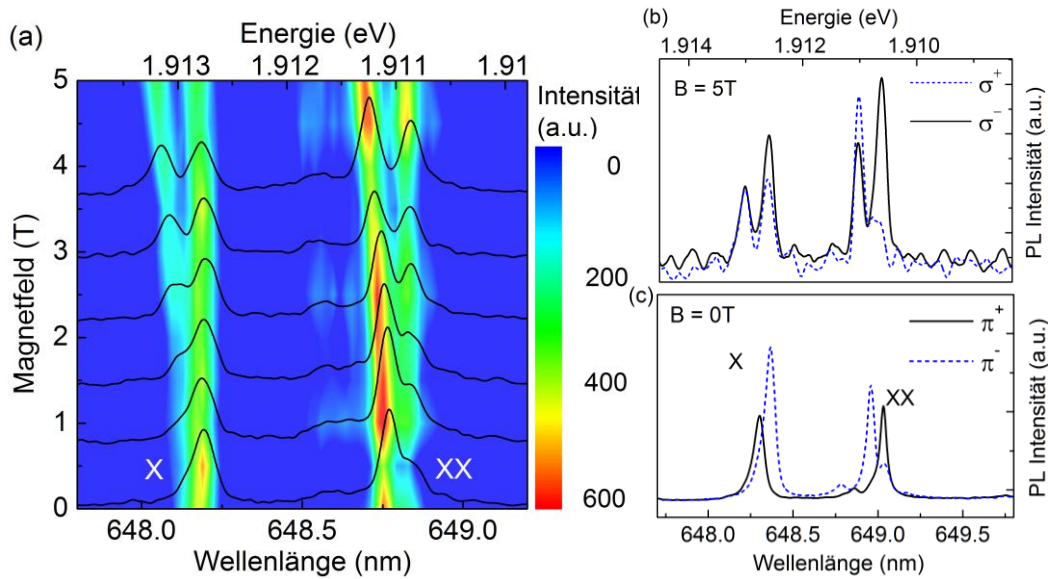 (a)
Energie (eV)
1.913 1.912 1.911 1.91
5
4
3
2
1
0
Magnetfeld (T)
X
XX
648.0 648.5 649.0
Wellenlänge (nm)
Intensität
(a.u.)
0
200
400
600
(b)
Energie (eV)
1.914 1.912 1.910
B = 5T
σ+
σ-
PL Intensität (a.u.)
(c)
B = 0T
π+
π-
X
XX
PL Intensität (a.u.)
648.0 648.5 649.0 649.5
Wellenlänge (nm)